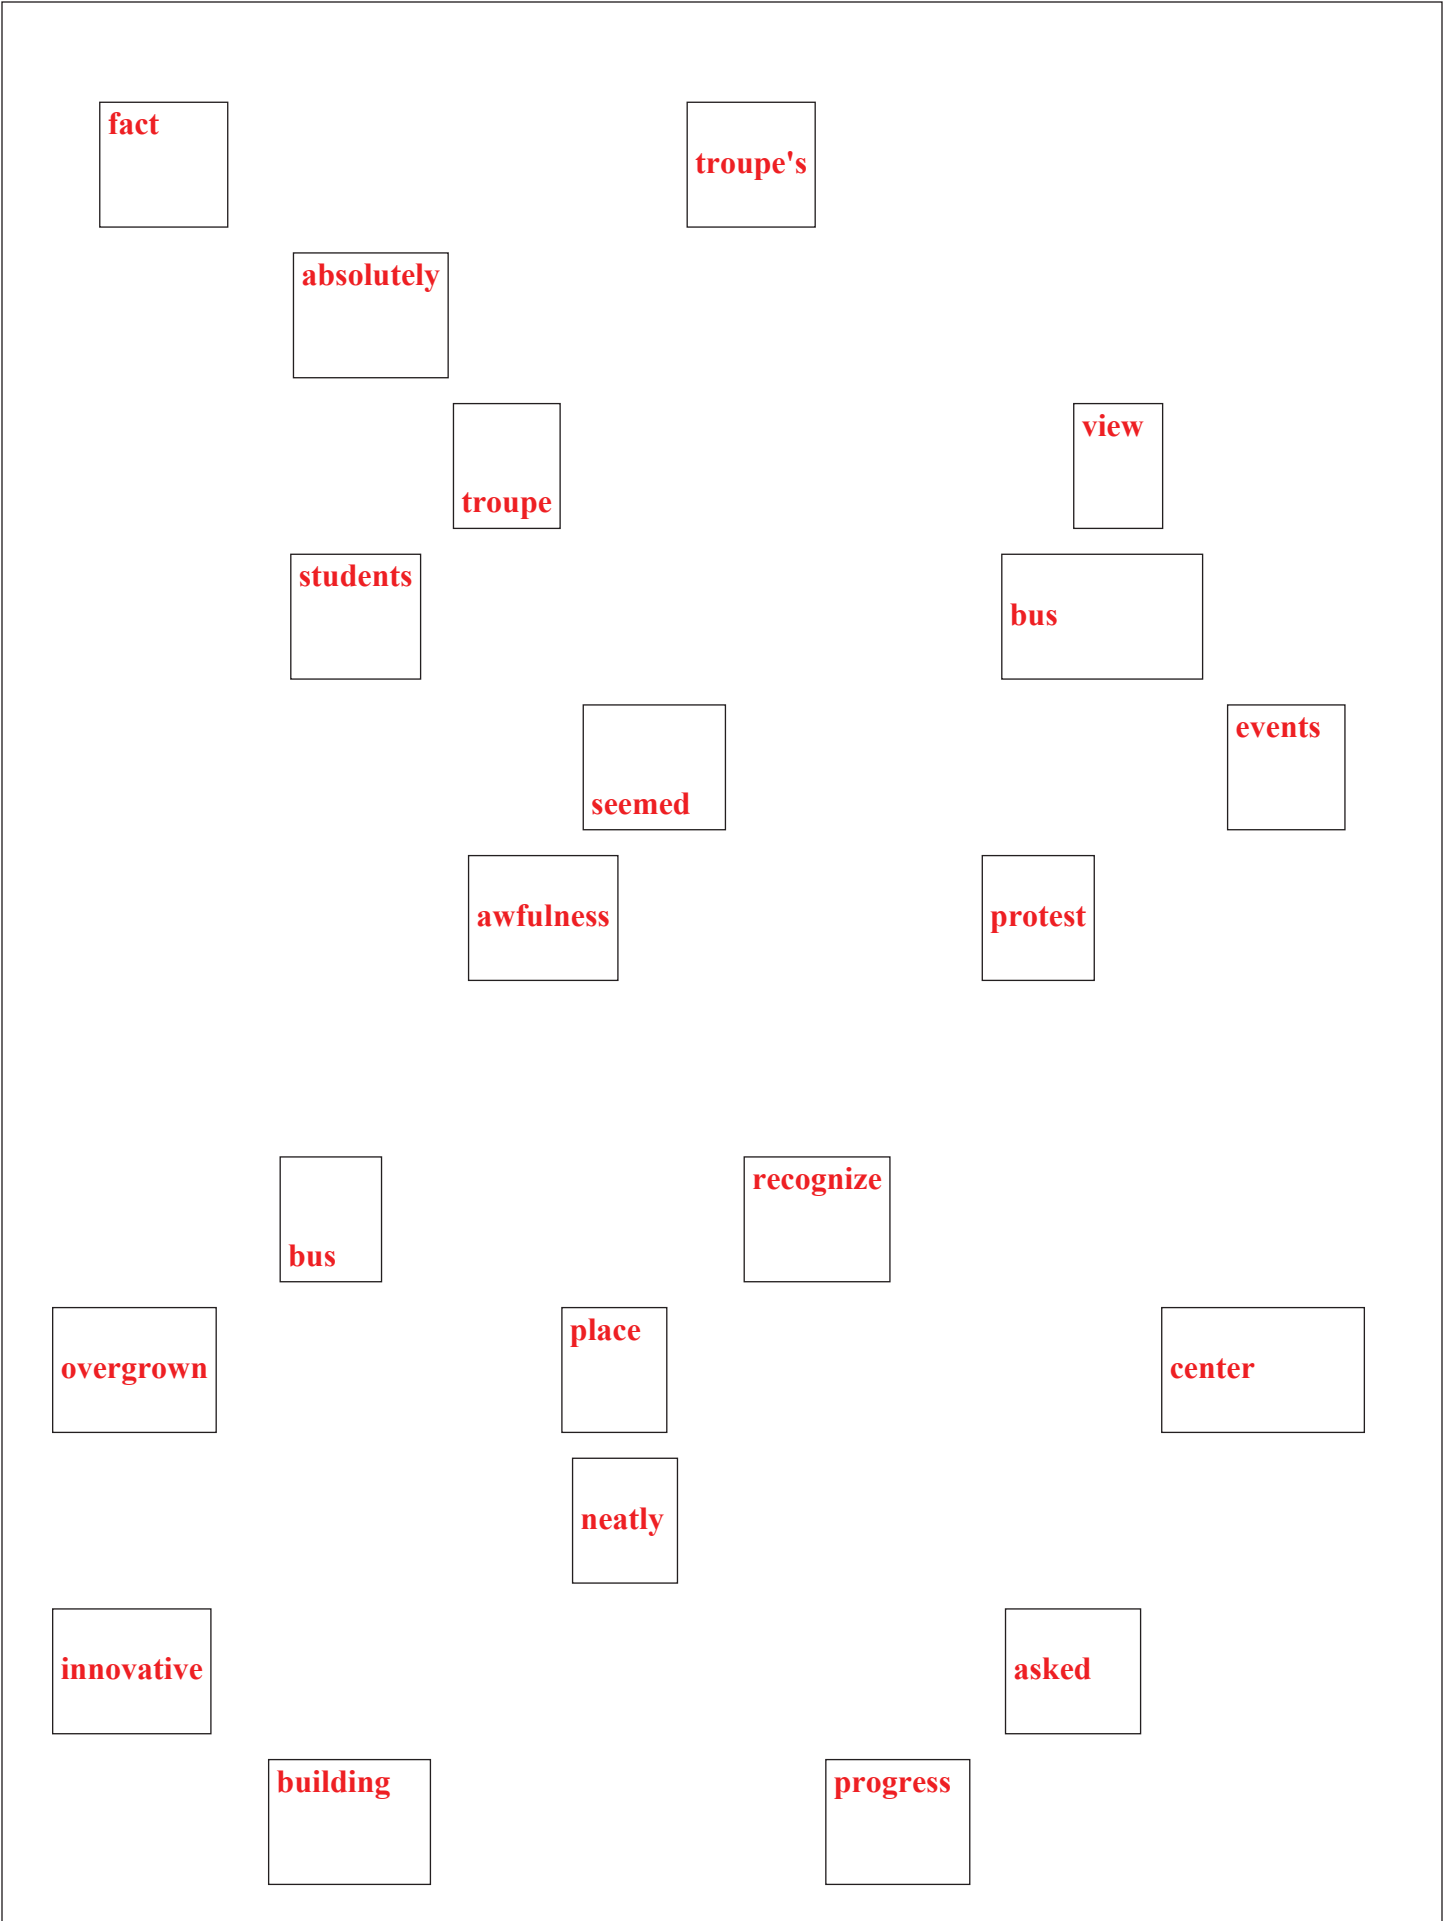 fact troupe's
absolutely
troupe view
students bus
seemed events
awfulness protest
bus recognize
overgrown place center
neatly
innovative asked
building progress